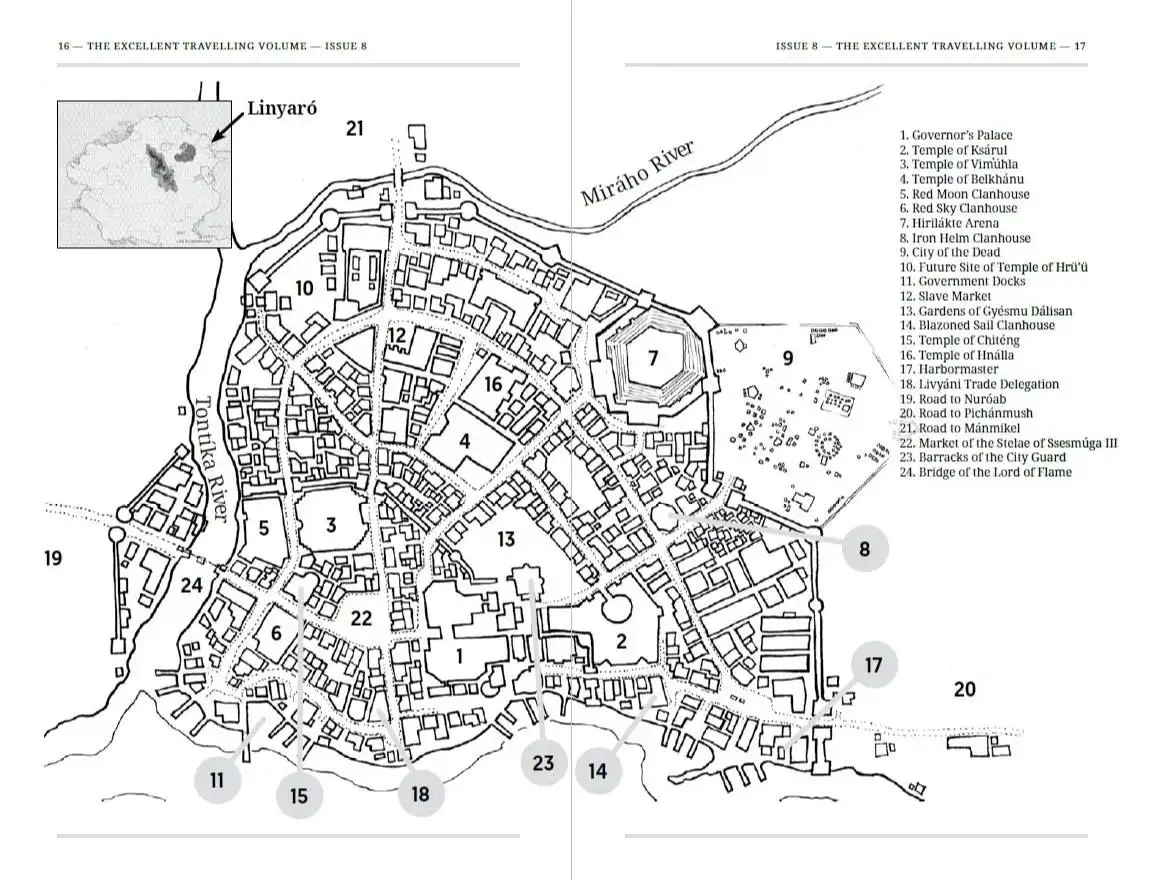 16 — THE EXCELLENT TRAVELLING VOLUME — ISSUE 8
ISSUE 8 — THE EXCELLENT TRAVELLING VOLUME — 17
Linyaró
21
Miráho River
1. Governor's Palace
2. Temple of Ksárul
3. Temple of Vimúhla
4. Temple of Belkhánu
5. Red Moon Clanhouse
6. Red Sky Clanhouse
7. Hirilákte Arena
8. Iron Helm Clanhouse
9. City of the Dead
10. Future Site of Temple of Hrü'ü
11. Government Docks
12. Slave Market
13. Gardens of Gyésmu Dálisan
14. Blazoned Sail Clanhouse
15. Temple of Chiténg
16. Temple of Hnálla
17. Harbormaster
18. Livyáni Trade Delegation
19. Road to Nuróab
20. Road to Pichánmush
21. Road to Mánmikel
22. Market of the Stelae of Ssesmúga III
23. Barracks of the City Guard
24. Bridge of the Lord of Flame
10
12
7
9
16
4
Tontúka River
5
3
13
8
19
24
22
6
1
2
17
20
11
15
18
23
14